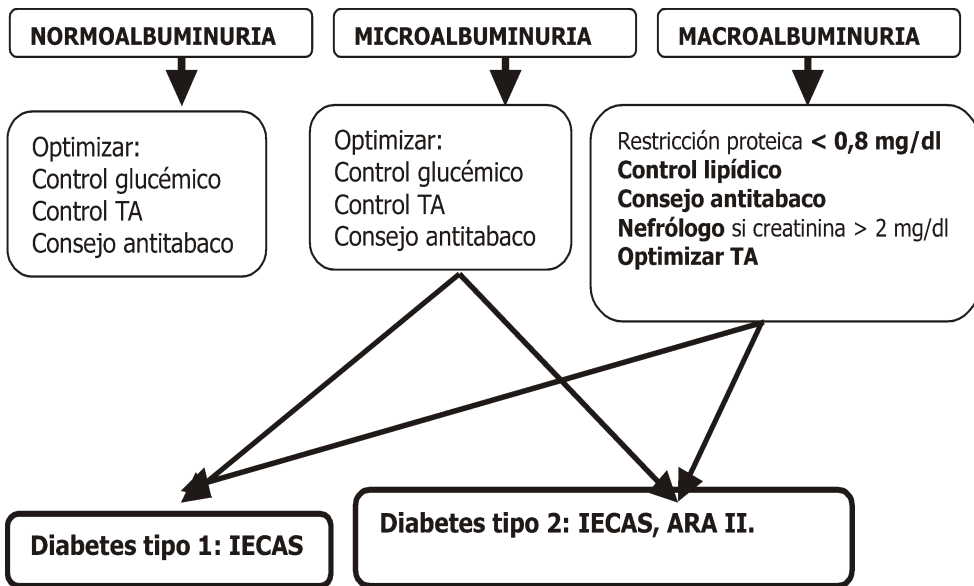 NORMOALBUMINURIA
MICROALBUMINURIA
MACROALBUMINURIA
Optimizar:
Control glucémico
Control TA
Consejo antitabaco
Optimizar:
Control glucémico
Control TA
Consejo antitabaco
Restricción proteica < 0,8 mg/dl
Control lipídico
Consejo antitabaco
Nefrólogo si creatinina > 2 mg/dl
Optimizar TA
Diabetes tipo 1: IECAS
Diabetes tipo 2: IECAS, ARA II.